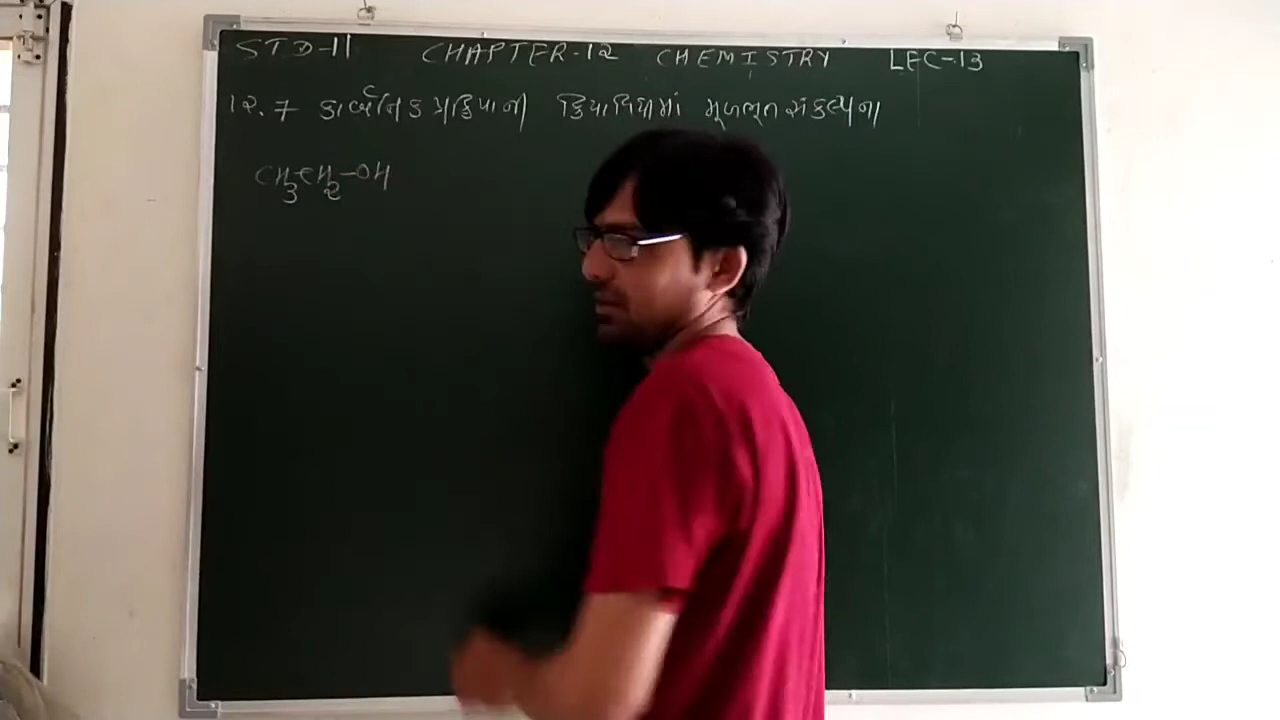 STD-11 CHAPTER-12 CHEMISTRY LEC-13
12.7 કાર્બનિક પ્રક્રિયાની ક્રિયાવિધિમાં મૂળભૂત સંકલ્પના
CH3CH2-OH